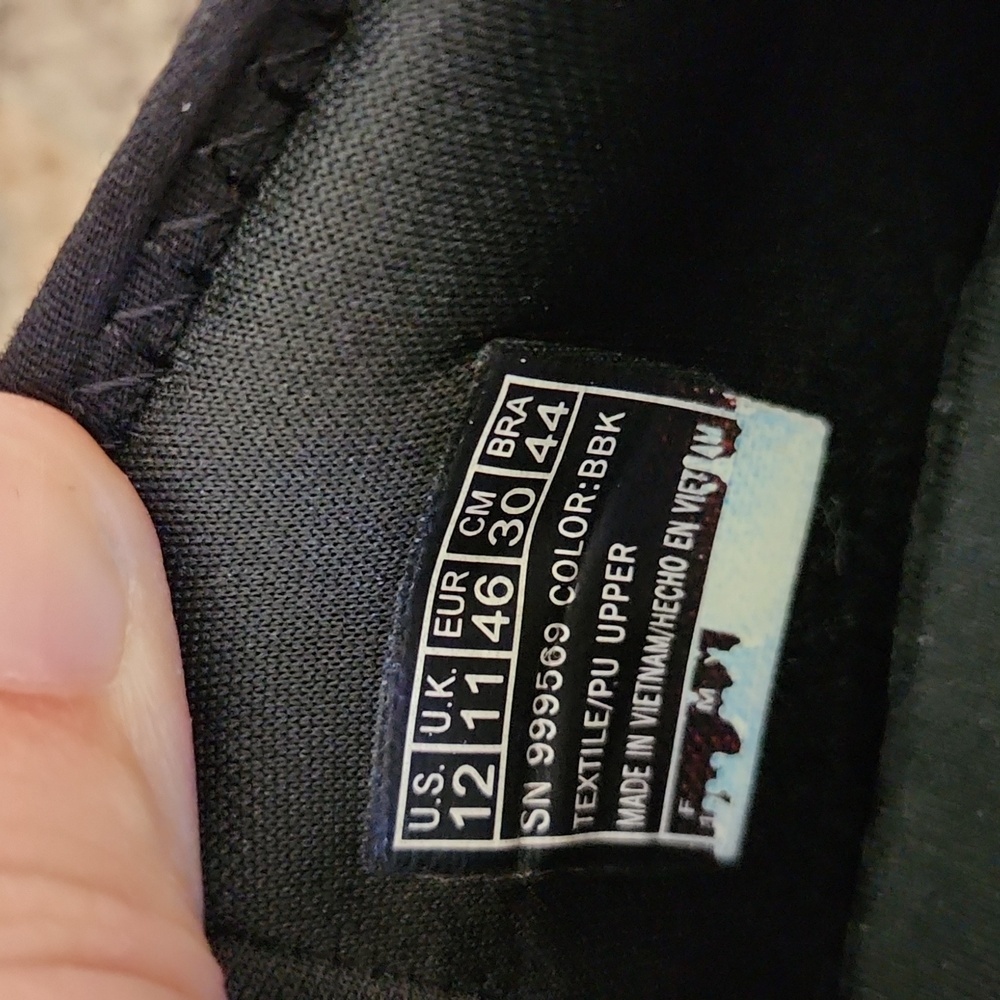 U.S. U.K. EUR CM BRA
12 11 46 30 44
SN 999569 COLOR:BBK
TEXTILE/PU UPPER
MADE IN VIETNAM/HECHO EN VIETNAM